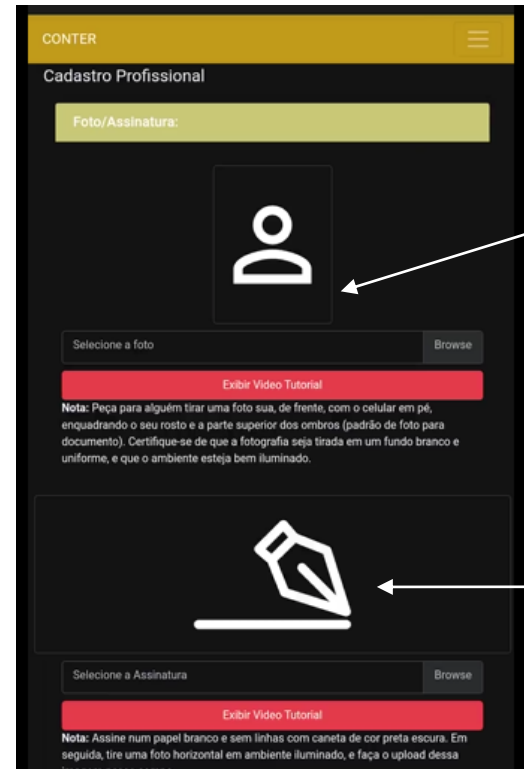 CONTER
Cadastro Profissional
Foto/Assinatura:
Selecione a foto Browse
Exibir Video Tutorial
Nota: Peça para alguém tirar uma foto sua, de frente, com o celular em pé,
enquadrando o seu rosto e a parte superior dos ombros (padrão de foto para
documento). Certifique-se de que a fotografia seja tirada em um fundo branco e
uniforme, e que o ambiente esteja bem iluminado.
Selecione a Assinatura Browse
Exibir Video Tutorial
Nota: Assine num papel branco e sem linhas com caneta de cor preta escura. Em
seguida, tire uma foto horizontal em ambiente iluminado, e faça o upload dessa